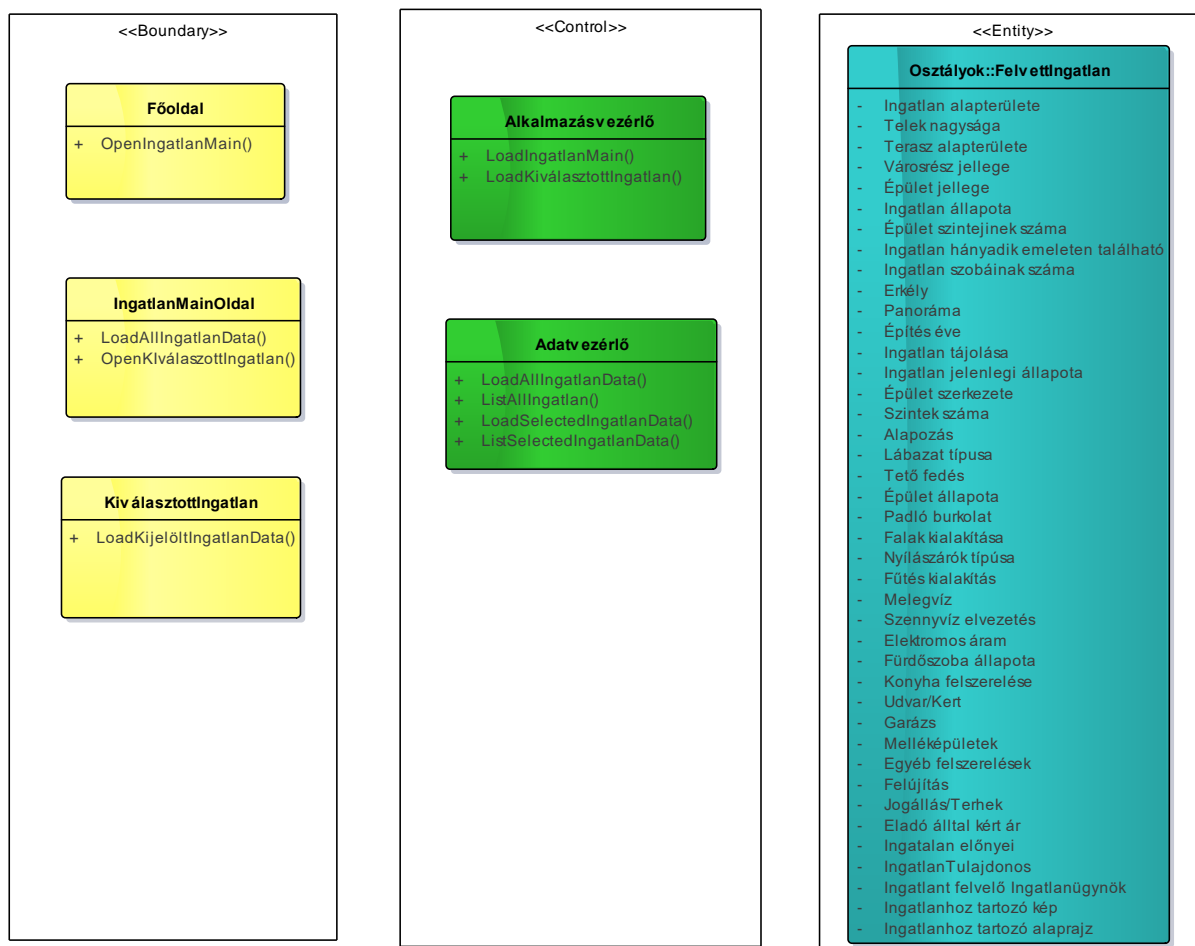 <<Boundary>>
Főoldal
+ OpenIngatlanMain()
IngatlanMainOldal
+ LoadAllIngatlanData()
+ OpenKIválaszottIngatlan()
KiválasztottIngatlan
+ LoadKijelöltIngatlanData()
<<Control>>
Alkalmazásvezérlő
+ LoadIngatlanMain()
+ LoadKiválasztottIngatlan()
Adatvezérlő
+ LoadAllIngatlanData()
+ ListAllIngatlan()
+ LoadSelectedIngatlanData()
+ ListSelectedIngatlanData()
<<Entity>>
Osztályok::FelvettIngatlan
- Ingatlan alapterülete
- Telek nagysága
- Terasz alapterülete
- Városrész jellege
- Épület jellege
- Ingatlan állapota
- Épület szintejinek száma
- Ingatlan hányadik emeleten található
- Ingatlan szobáinak száma
- Erkély
- Panoráma
- Építés éve
- Ingatlan tájolása
- Ingatlan jelenlegi állapota
- Épület szerkezete
- Szintek száma
- Alapozás
- Lábazat típusa
- Tető fedés
- Épület állapota
- Padló burkolat
- Falak kialakítása
- Nyílászárók típúsa
- Fűtés kialakítás
- Melegvíz
- Szennyvíz elvezetés
- Elektromos áram
- Fürdőszoba állapota
- Konyha felszerelése
- Udvar/Kert
- Garázs
- Melléképületek
- Egyéb felszerelések
- Felújítás
- Jogállás/Terhek
- Eladó álltal kért ár
- Ingatalan előnyei
- IngatlanTulajdonos
- Ingatlant felvelő Ingatlanügynök
- Ingatlanhoz tartozó kép
- Ingatlanhoz tartozó alaprajz